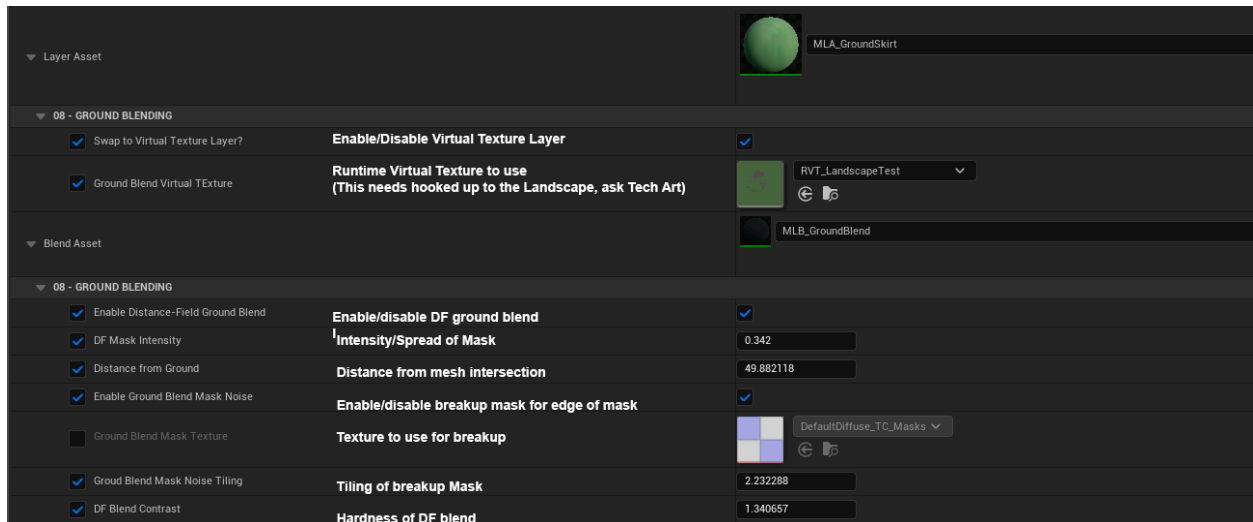 Layer Asset
MLA_GroundSkirt
08 - GROUND BLENDING
Swap to Virtual Texture Layer? Enable/Disable Virtual Texture Layer
Ground Blend Virtual TExture Runtime Virtual Texture to use
(This needs hooked up to the Landscape, ask Tech Art)
RVT_LandscapeTest
Blend Asset
MLB_GroundBlend
08 - GROUND BLENDING
Enable Distance-Field Ground Blend Enable/disable DF ground blend
DF Mask Intensity Intensity/Spread of Mask 0.342
Distance from Ground Distance from mesh intersection 49.882118
Enable Ground Blend Mask Noise Enable/disable breakup mask for edge of mask
Ground Blend Mask Texture Texture to use for breakup DefaultDiffuse_TC_Masks
Groud Blend Mask Noise Tiling Tiling of breakup Mask 2.232288
DF Blend Contrast Hardness of DF blend 1.340657